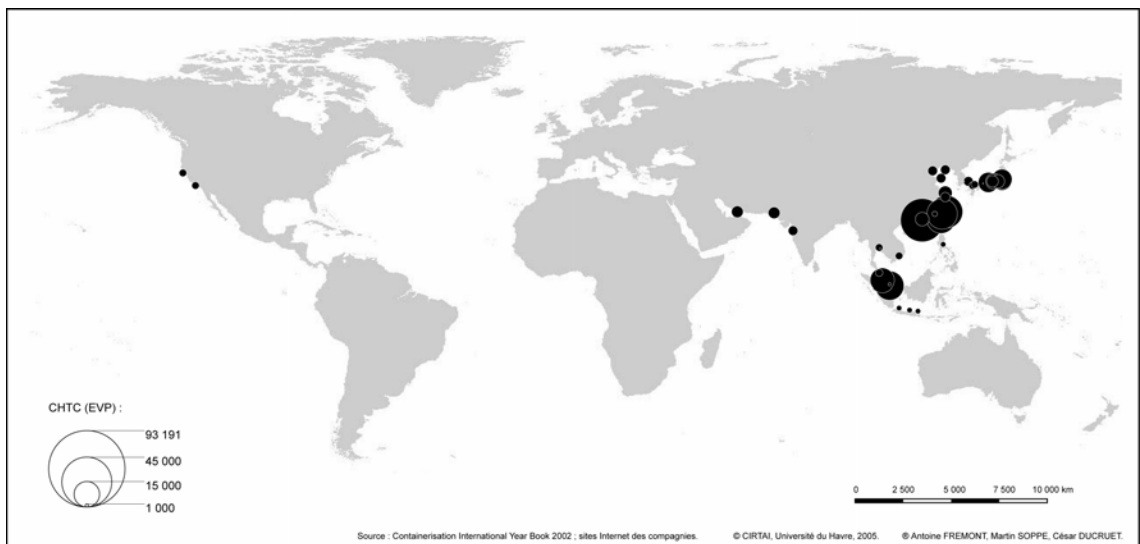 CHTC (EVP) :
93 191
45 000
15 000
1 000
0 2 500 5 000 7 500 10 000 km
Source : Containerisation International Year Book 2002 ; sites Internet des compagnies. © CIRTAI, Université du Havre, 2005. ® Antoine FREMONT, Martin SOPPE, César DUCRUET.